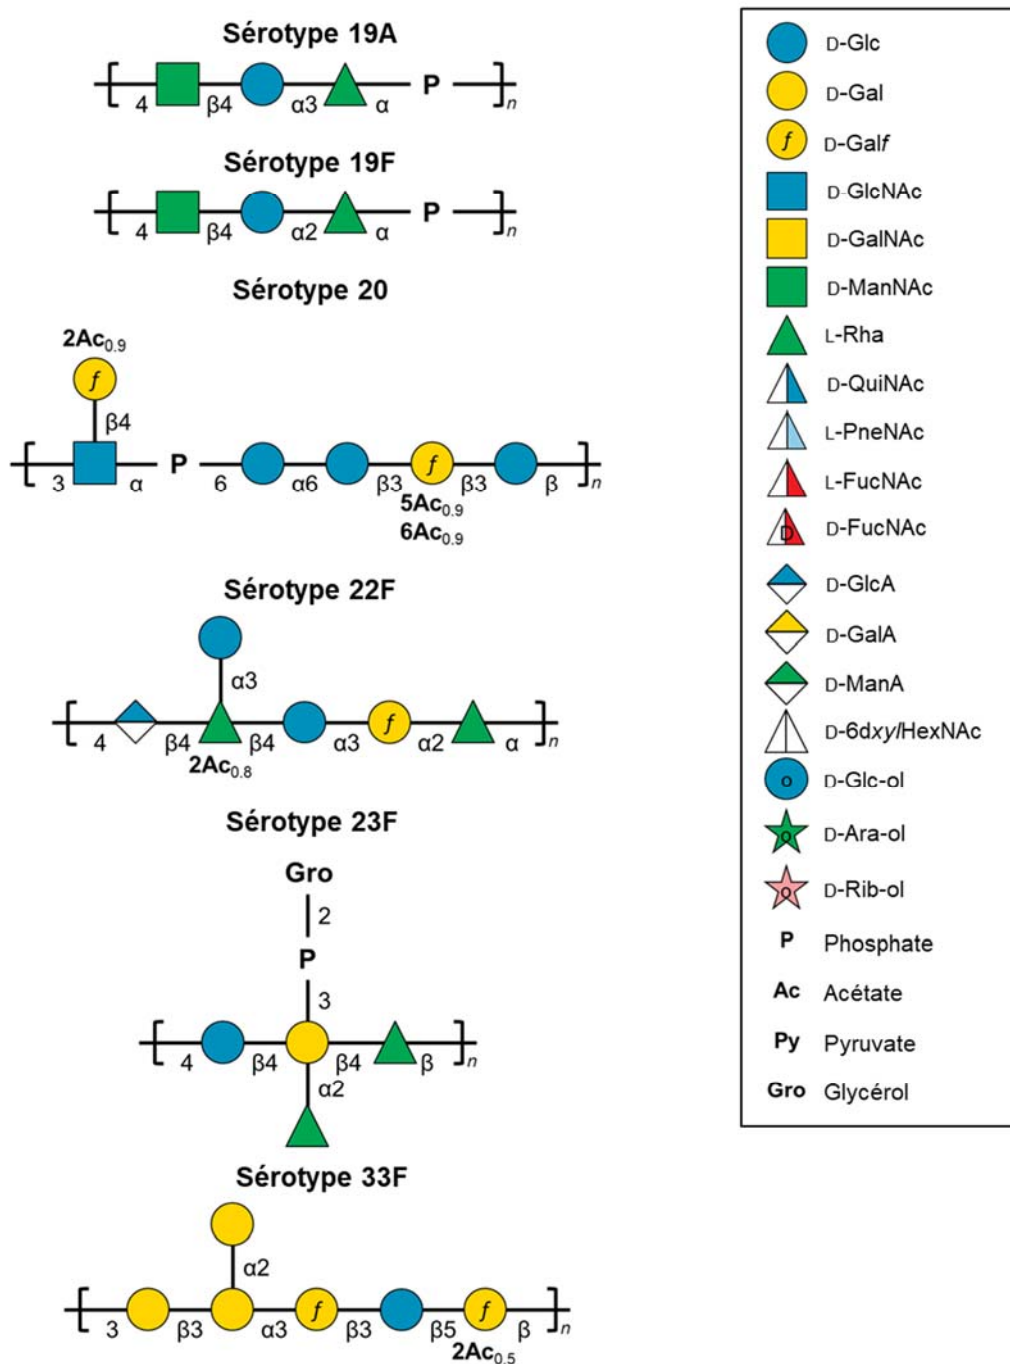 Sérotype 19A
4 β4 α3 α P n
Sérotype 19F
4 β4 α2 α P n
Sérotype 20
2Ac0.9
f
β4
3 α P 6 α6 β3 f β3 β n
5Ac0.9
6Ac0.9
Sérotype 22F
α3
4 β4 β4 α3 f α2 α n
2Ac0.8
Sérotype 23F
Gro
2
P
3
4 β4 β4 β n
α2
Sérotype 33F
α2
3 β3 α3 f β3 β5 f β n
2Ac0.5
D-Glc
D-Gal
f D-Galf
D-GlcNAc
D-GalNAc
D-ManNAc
L-Rha
D-QuiNAc
L-PneNAc
L-FucNAc
D D-FucNAc
D-GlcA
D-GalA
D-ManA
D-6dxylHexNAc
o D-Glc-ol
o D-Ara-ol
o D-Rib-ol
P Phosphate
Ac Acétate
Py Pyruvate
Gro Glycérol